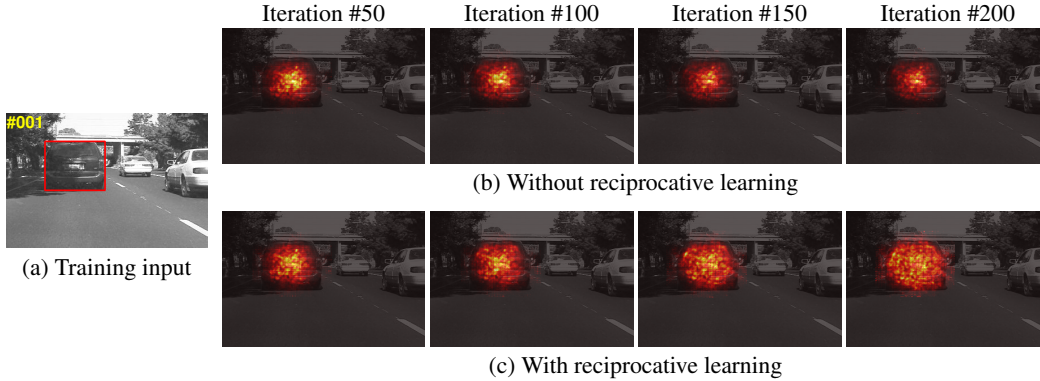 Iteration #50
Iteration #100
Iteration #150
Iteration #200
#001
(a) Training input
(b) Without reciprocative learning
(c) With reciprocative learning